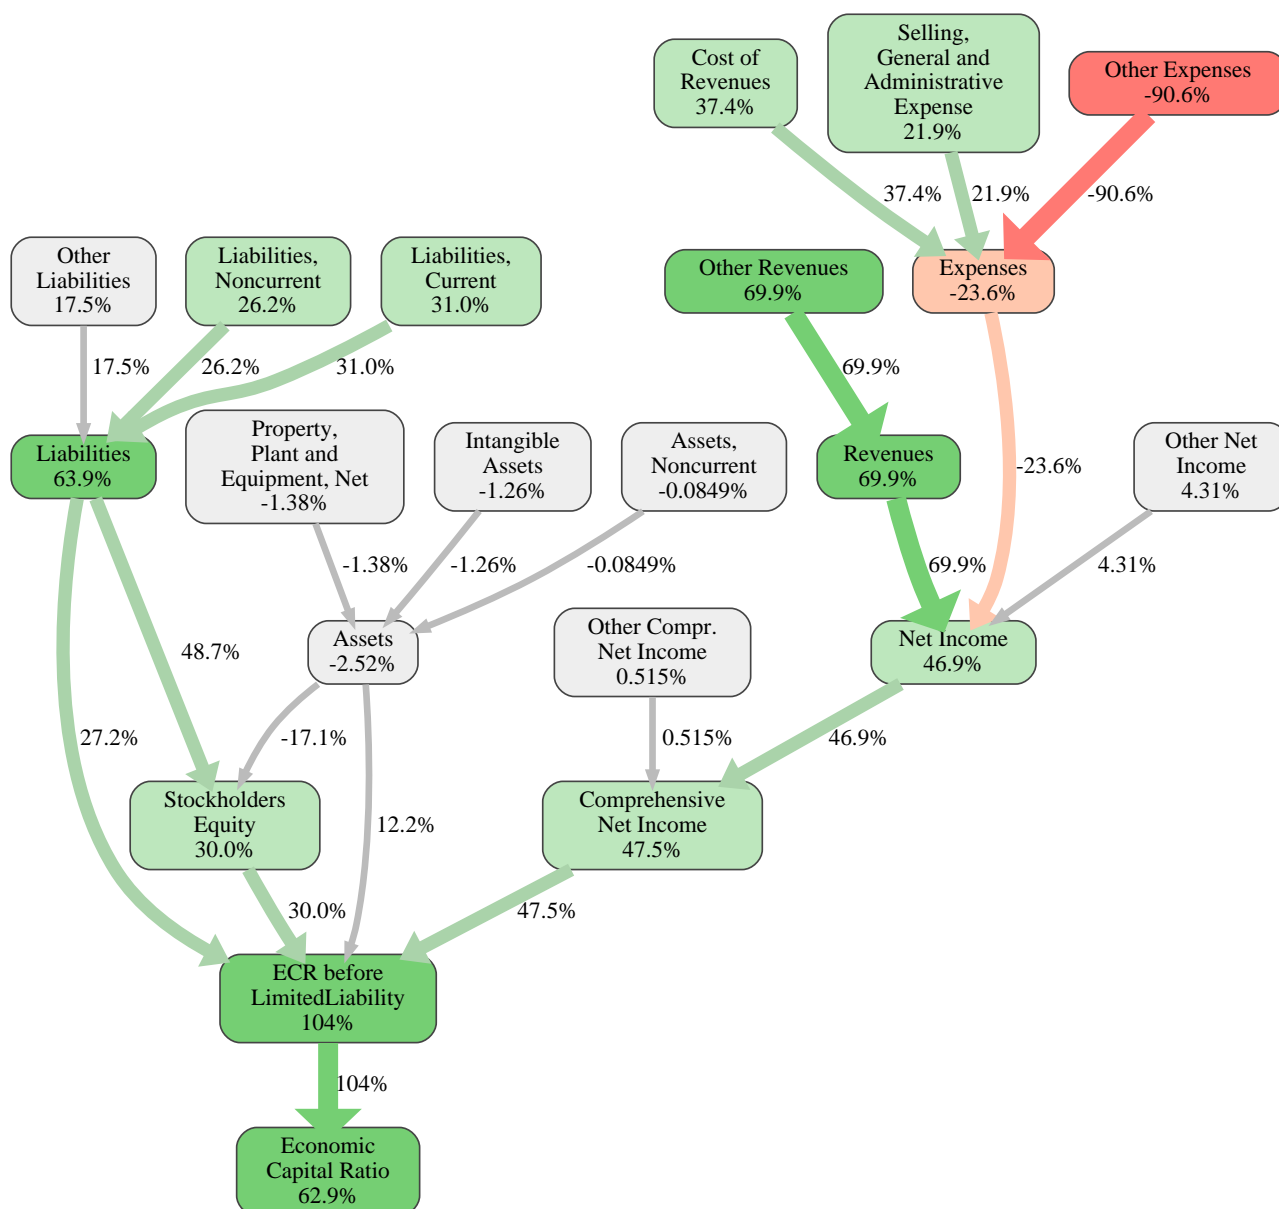 Selling,
General and
Administrative
Expense
21.9%
Cost of
Revenues
37.4%
Other Expenses
-90.6%
37.4%
21.9%
-90.6%
Other
Liabilities
17.5%
Liabilities,
Noncurrent
26.2%
Liabilities,
Current
31.0%
Other Revenues
69.9%
Expenses
-23.6%
17.5%
26.2%
31.0%
69.9%
Liabilities
63.9%
Property,
Plant and
Equipment, Net
-1.38%
Intangible
Assets
-1.26%
Assets,
Noncurrent
-0.0849%
Revenues
69.9%
-23.6%
Other Net
Income
4.31%
-1.38%
-1.26%
-0.0849%
69.9%
4.31%
48.7%
Assets
-2.52%
Other Compr.
Net Income
0.515%
Net Income
46.9%
27.2%
-17.1%
0.515%
46.9%
Stockholders
Equity
30.0%
12.2%
Comprehensive
Net Income
47.5%
30.0%
47.5%
ECR before
LimitedLiability
104%
104%
Economic
Capital Ratio
62.9%